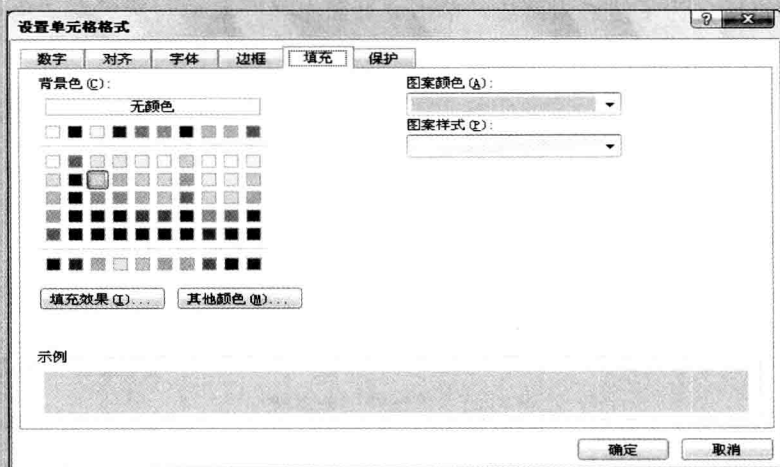 设置单元格格式
数字 对齐 字体 边框 填充 保护
背景色(C):
无颜色
填充效果(I)... 其他颜色(M)...
图案颜色(A):
图案样式(P):
示例
确定 取消